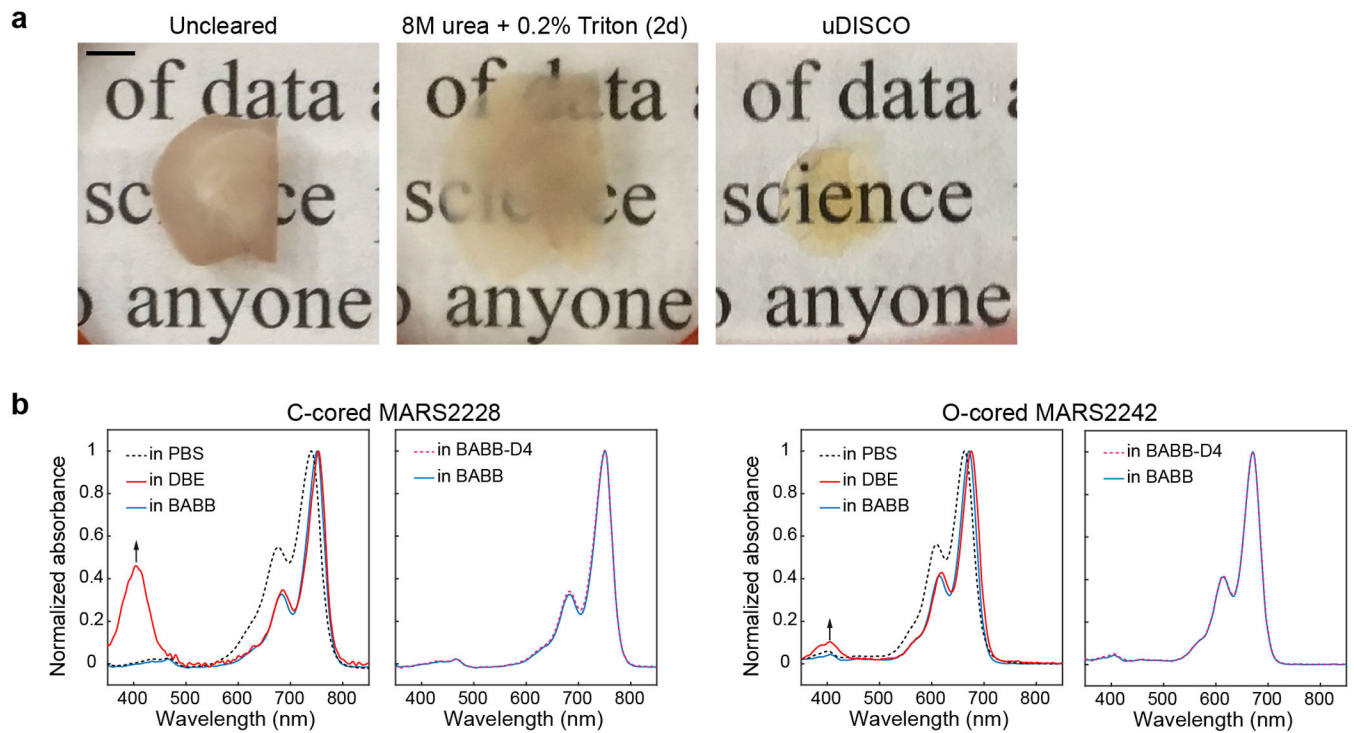 a
Uncleared
8M urea + 0.2% Triton (2d)
uDISCO
of data a
of data a
of data a
science
science
science
anyone
anyone
anyone
b
C-cored MARS2228
O-cored MARS2242
Normalized absorbance
1
0.8
0.6
0.4
0.2
0
in PBS
in DBE
in BABB
400 500 600 700 800
Wavelength (nm)
in BABB-D4
in BABB
400 500 600 700 800
Wavelength (nm)
Normalized absorbance
1
0.8
0.6
0.4
0.2
0
in PBS
in DBE
in BABB
400 500 600 700 800
Wavelength (nm)
in BABB-D4
in BABB
400 500 600 700 800
Wavelength (nm)